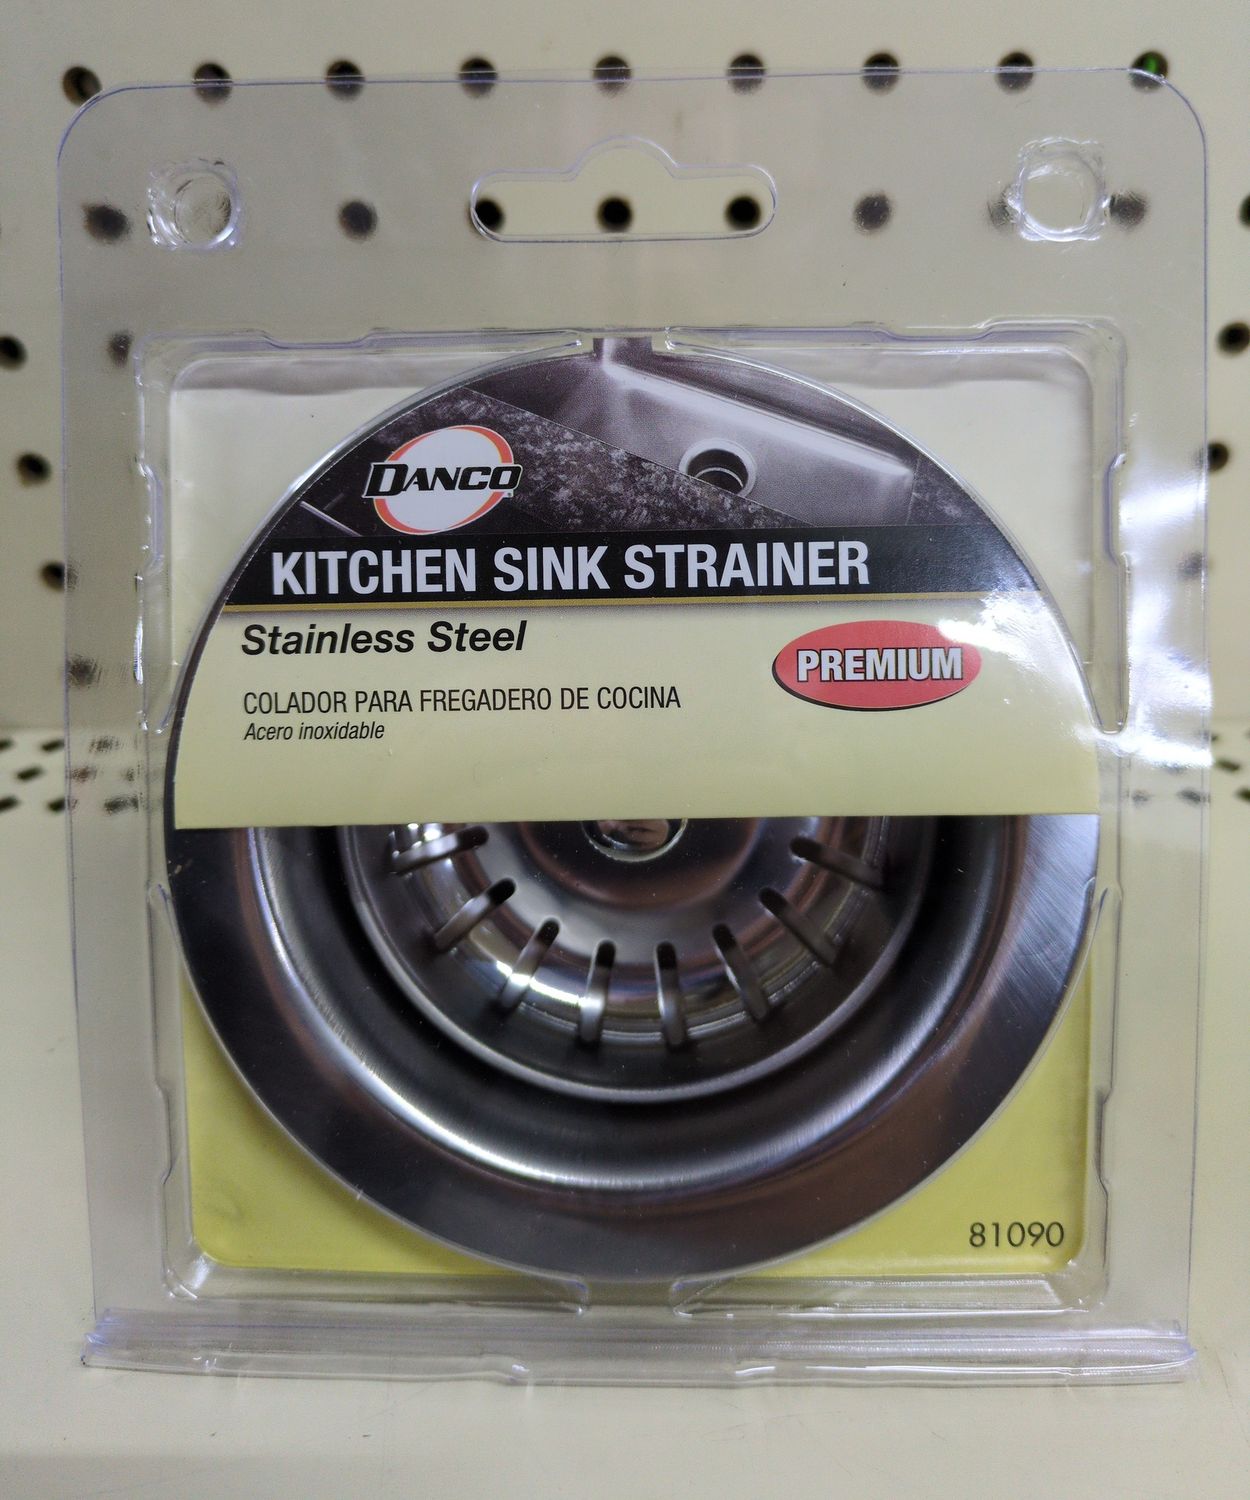 DANCO
KITCHEN SINK STRAINER
Stainless Steel
PREMIUM
COLADOR PARA FREGADERO DE COCINA
Acero inoxidable
81090